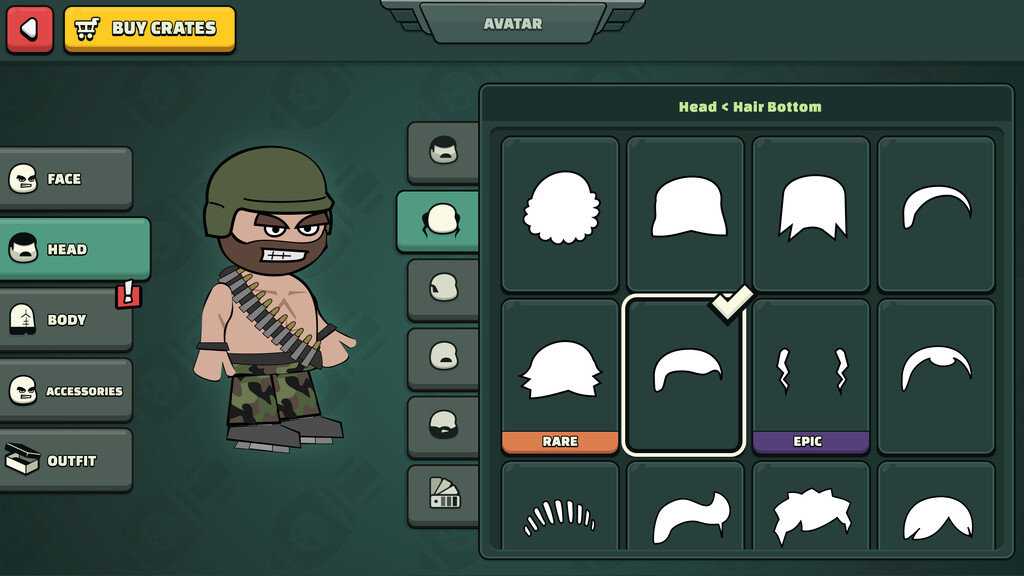 BUY CRATES
AVATAR
Head < Hair Bottom
FACE
HEAD
!
BODY
ACCESSORIES
OUTFIT
RARE
EPIC